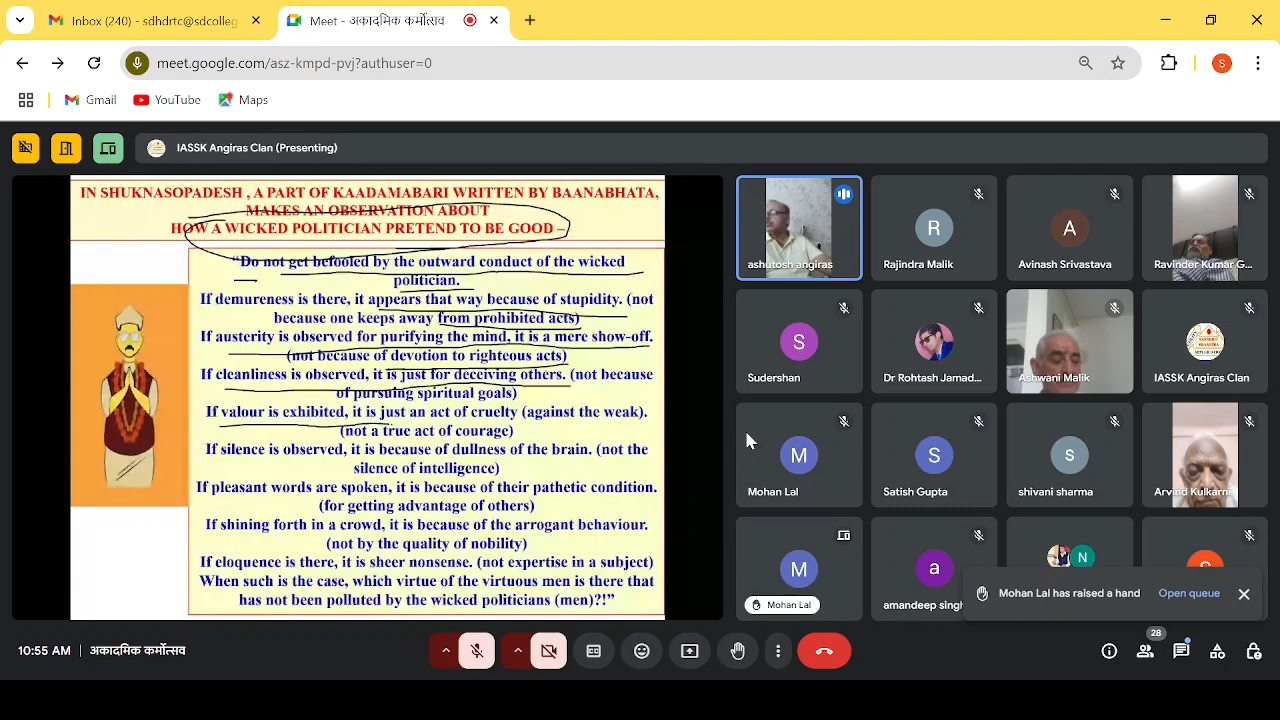 Inbox (240) - sdhdrtc@sdcolleg
Meet - अकादमिक कर्मोत्सव
meet.google.com/asz-kmpd-pvj?authuser=0
S
Gmail
YouTube
Maps
IASSK Angiras Clan (Presenting)
IN SHUKNASOPADESH , A PART OF KAADAMABARI WRITTEN BY BAANABHATA,
MAKES AN OBSERVATION ABOUT
HOW A WICKED POLITICIAN PRETEND TO BE GOOD –
“Do not get befooled by the outward conduct of the wicked
politician.
If demureness is there, it appears that way because of stupidity. (not
because one keeps away from prohibited acts)
If austerity is observed for purifying the mind, it is a mere show-off.
(not because of devotion to righteous acts)
If cleanliness is observed, it is just for deceiving others. (not because
of pursuing spiritual goals)
If valour is exhibited, it is just an act of cruelty (against the weak).
(not a true act of courage)
If silence is observed, it is because of dullness of the brain. (not the
silence of intelligence)
If pleasant words are spoken, it is because of their pathetic condition.
(for getting advantage of others)
If shining forth in a crowd, it is because of the arrogant behaviour.
(not by the quality of nobility)
If eloquence is there, it is sheer nonsense. (not expertise in a subject)
When such is the case, which virtue of the virtuous men is there that
has not been polluted by the wicked politicians (men)?!”
ashutosh angiras
R
Rajindra Malik
A
Avinash Srivastava
Ravinder Kumar G...
S
Sudershan
Dr Rohtash Jamad...
Ashwani Malik
SANSKRIT
SHAASTRA
APPLICATION
IASSK Angiras Clan
M
Mohan Lal
S
Satish Gupta
s
shivani sharma
Arvind Kulkarni
M
Mohan Lal
a
amandeep singh
N
Mohan Lal has raised a hand
Open queue
10:55 AM
अकादमिक कर्मोत्सव
28